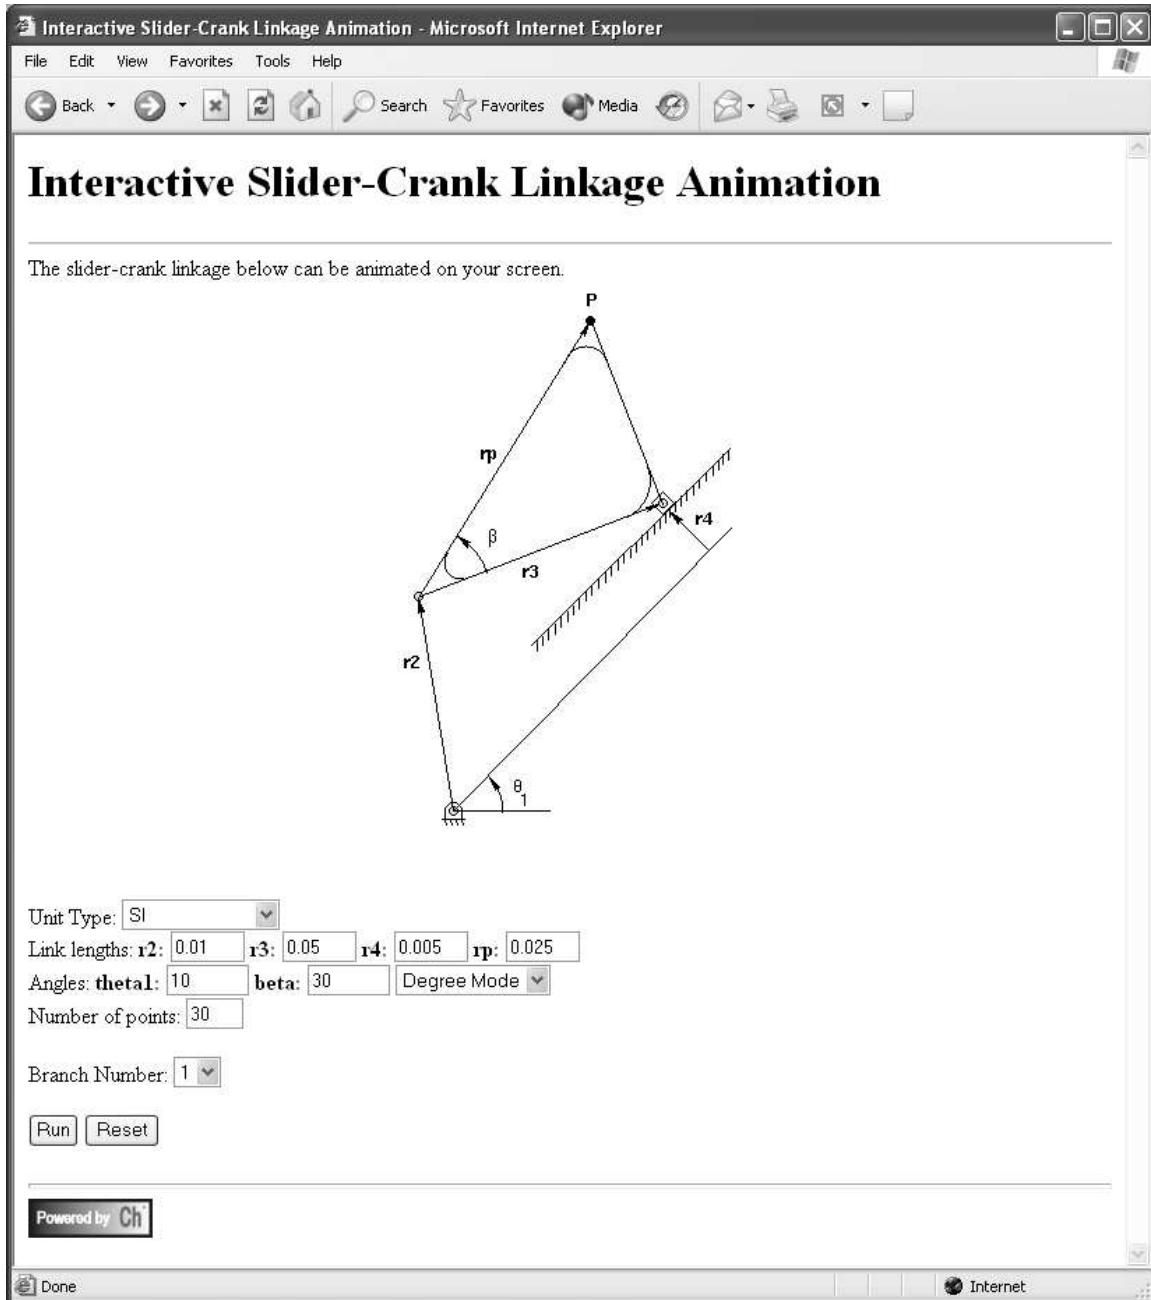 Interactive Slider-Crank Linkage Animation - Microsoft Internet Explorer
File Edit View Favorites Tools Help
Back Search Favorites Media
Interactive Slider-Crank Linkage Animation
The slider-crank linkage below can be animated on your screen.
P
rp
r4
β
r3
r2
θ1
Unit Type: SI
Link lengths: r2: 0.01 r3: 0.05 r4: 0.005 rp: 0.025
Angles: theta1: 10 beta: 30 Degree Mode
Number of points: 30
Branch Number: 1
Run Reset
Powered by Ch
Done Internet